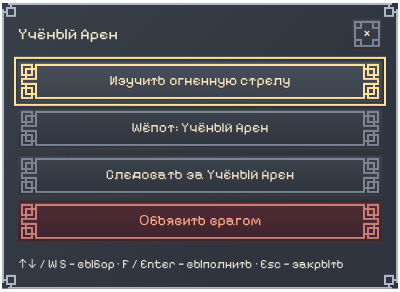 Учёный Арен
×
Изучить огненную стрелу
Шёпот: Учёный Арен
Следовать за Учёный Арен
Объявить врагом
↑↓ / W S - выбор · F / Enter - выполнить · Esc - закрыть